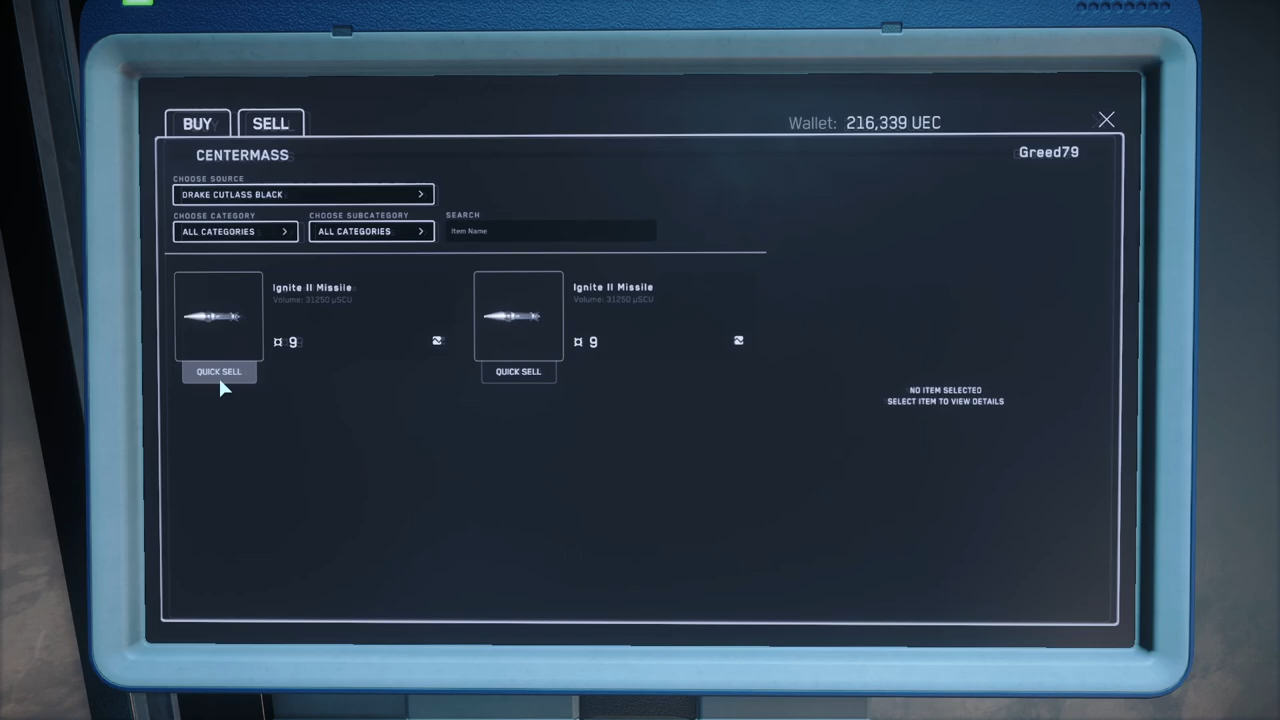 BUY SELL Wallet: 216,339 UEC
CENTERMASS Greed79
CHOOSE SOURCE
DRAKE CUTLASS BLACK
CHOOSE CATEGORY CHOOSE SUBCATEGORY SEARCH
ALL CATEGORIES ALL CATEGORIES Item Name
Ignite II Missile
Volume: 31250 µSCU
¤ 9
QUICK SELL
Ignite II Missile
Volume: 31250 µSCU
¤ 9
QUICK SELL
NO ITEM SELECTED
SELECT ITEM TO VIEW DETAILS